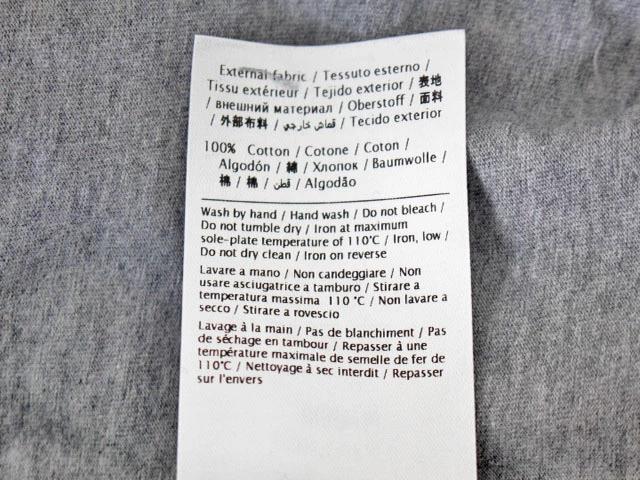 External fabric / Tessuto esterno /
Tissu extérieur / Tejido exterior / 表地
/ внешний материал / Oberstoff / 面料
/ 外部布料 / قماش خارجي / Tecido exterior
100% Cotton / Cotone / Coton /
Algodón / 綿 / Хлопок / Baumwolle /
棉 / 棉 / قطن / Algodão
Wash by hand / Hand wash / Do not bleach /
Do not tumble dry / Iron at maximum
sole-plate temperature of 110°C / Iron, low /
Do not dry clean / Iron on reverse
Lavare a mano / Non candeggiare / Non
usare asciugatrice a tamburo / Stirare a
temperatura massima 110 °C / Non lavare a
secco / Stirare a rovescio
Lavage à la main / Pas de blanchiment / Pas
de séchage en tambour / Repasser à une
température maximale de semelle de fer de
110°C / Nettoyage à sec interdit / Repasser
sur l'envers